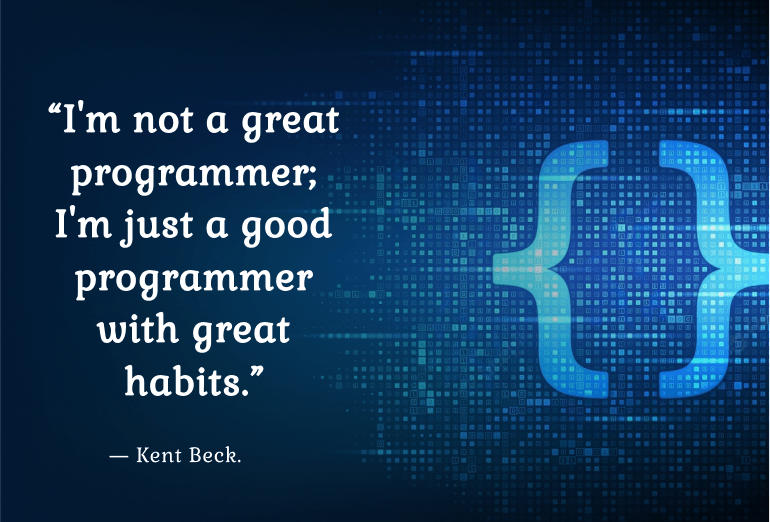 “I'm not a great
programmer;
I'm just a good
programmer
with great
habits.”
— Kent Beck.